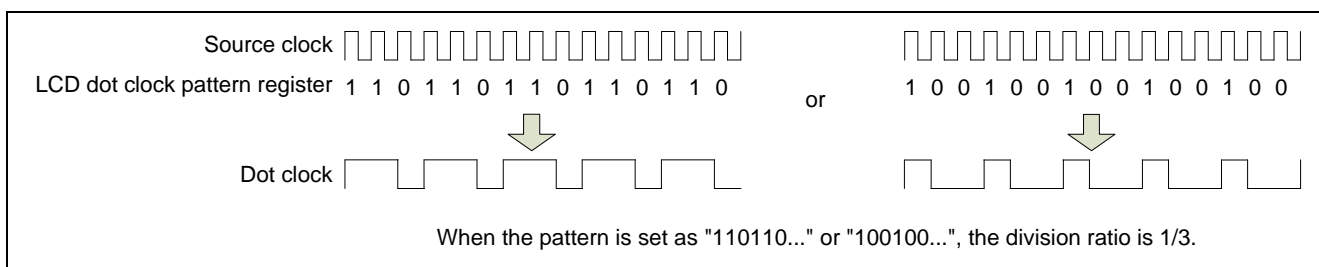 Source clock
LCD dot clock pattern register 1 1 0 1 1 0 1 1 0 1 1 0 1 1 0 or 1 0 0 1 0 0 1 0 0 1 0 0 1 0 0
Dot clock
When the pattern is set as "110110..." or "100100...", the division ratio is 1/3.